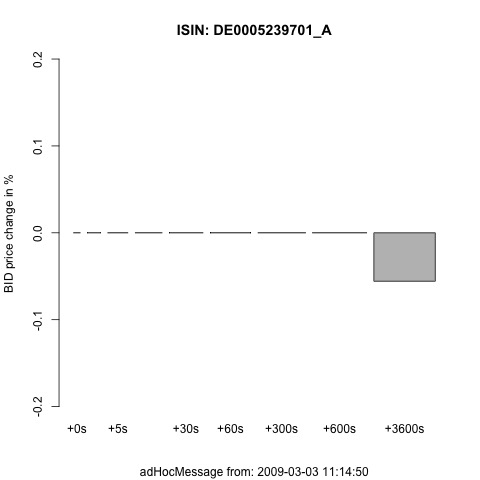 ISIN: DE0005239701_A
BID price change in %
0.2
0.1
0.0
-0.1
-0.2
+0s +5s +30s +60s +300s +600s +3600s
adHocMessage from: 2009-03-03 11:14:50